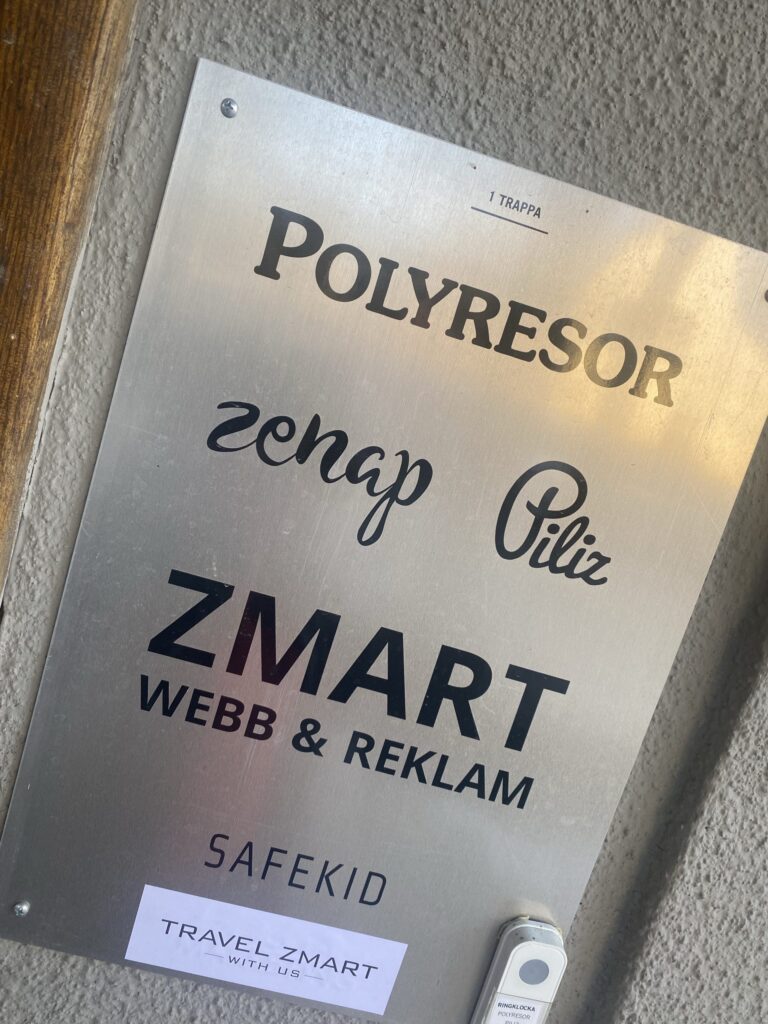 1 TRAPPA
POLYRESOR
zenap Piliz
ZMART
WEBB & REKLAM
SAFEKID
TRAVEL ZMART
WITH US
RINGKLOCKA
POLYRESOR